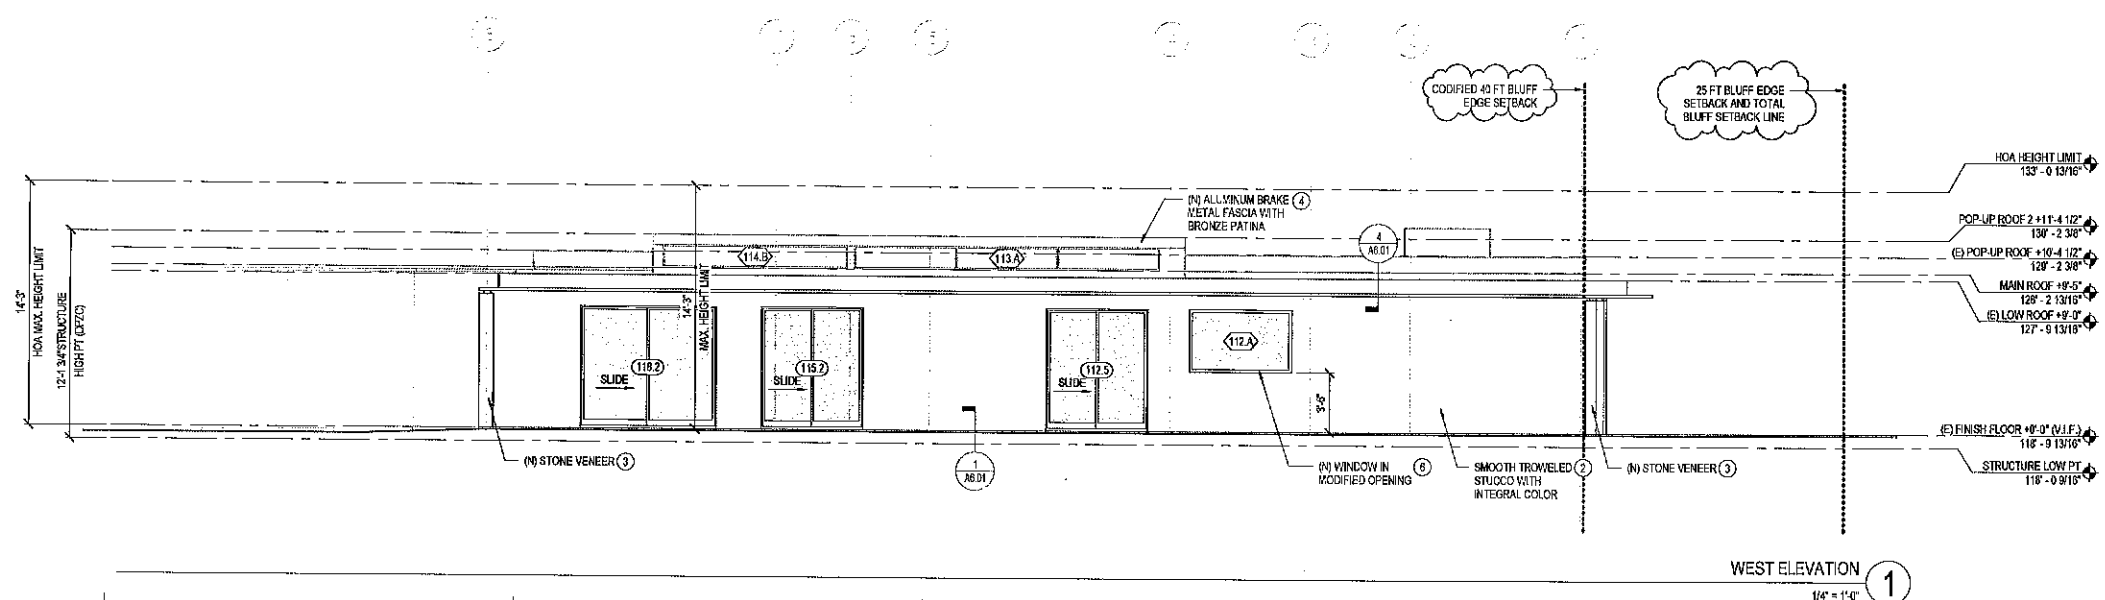 CODIFIED 40 FT BLUFF
EDGE SETBACK
25 FT BLUFF EDGE
SETBACK AND TOTAL
BLUFF SETBACK LINE
HOA HEIGHT LIMIT
133' - 0 13/16"
POP-UP ROOF 2 +11'-4 1/2"
130' - 2 3/8"
(E) POP-UP ROOF +10'-4 1/2"
129' - 2 3/8"
MAIN ROOF +9'-5"
128' - 2 13/16"
(E) LOW ROOF +9'-0"
127' - 9 13/16"
(E) FINISH FLOOR +0'-0" (V.I.F.)
118' - 9 13/16"
STRUCTURE LOW PT
118' - 0 9/16"
14'-3"
HOA MAX. HEIGHT LIMIT
12'-1 3/4" STRUCTURE
HIGH PT (DPZC)
14'-3"
MAX. HEIGHT LIMIT
(N) ALUMINUM BRAKE 4
METAL FASCIA WITH
BRONZE PATINA
4
A6.01
114.B
113.A
118.2
SLIDE
115.2
SLIDE
112.5
SLIDE
112.A
3'-6"
(N) STONE VENEER 3
1
A6.01
(N) WINDOW IN 6
MODIFIED OPENING
SMOOTH TROWELED 2
STUCCO WITH
INTEGRAL COLOR
(N) STONE VENEER 3
WEST ELEVATION
1
1/4" = 1'-0"